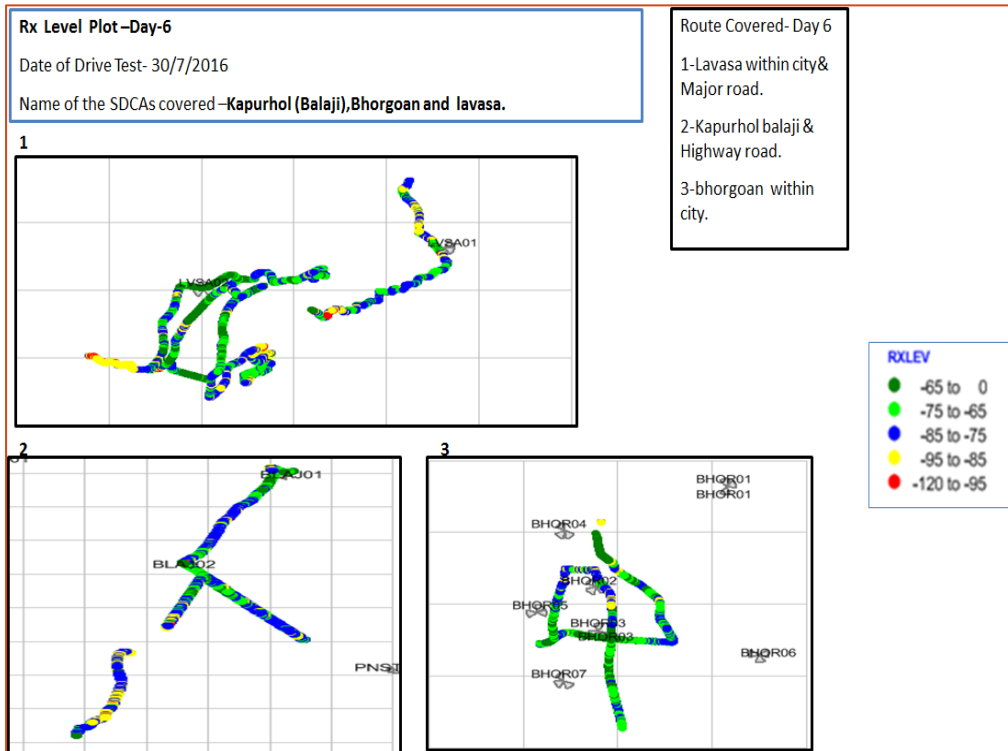 Rx Level Plot –Day-6
Date of Drive Test- 30/7/2016
Name of the SDCAs covered –Kapurhol (Balaji),Bhorgoan and lavasa.
Route Covered- Day 6
1-Lavasa within city&
Major road.
2-Kapurhol balaji &
Highway road.
3-bhorgoan within
city.
1
LVSA01
RXLEV
-65 to 0
-75 to -65
-85 to -75
-95 to -85
-120 to -95
2
BLAJ01
BLAJ02
PNST
3
BHOR01
BHOR01
BHOR04
BHOR02
BHOR05
BHOR03
BHOR03
BHOR06
BHOR07